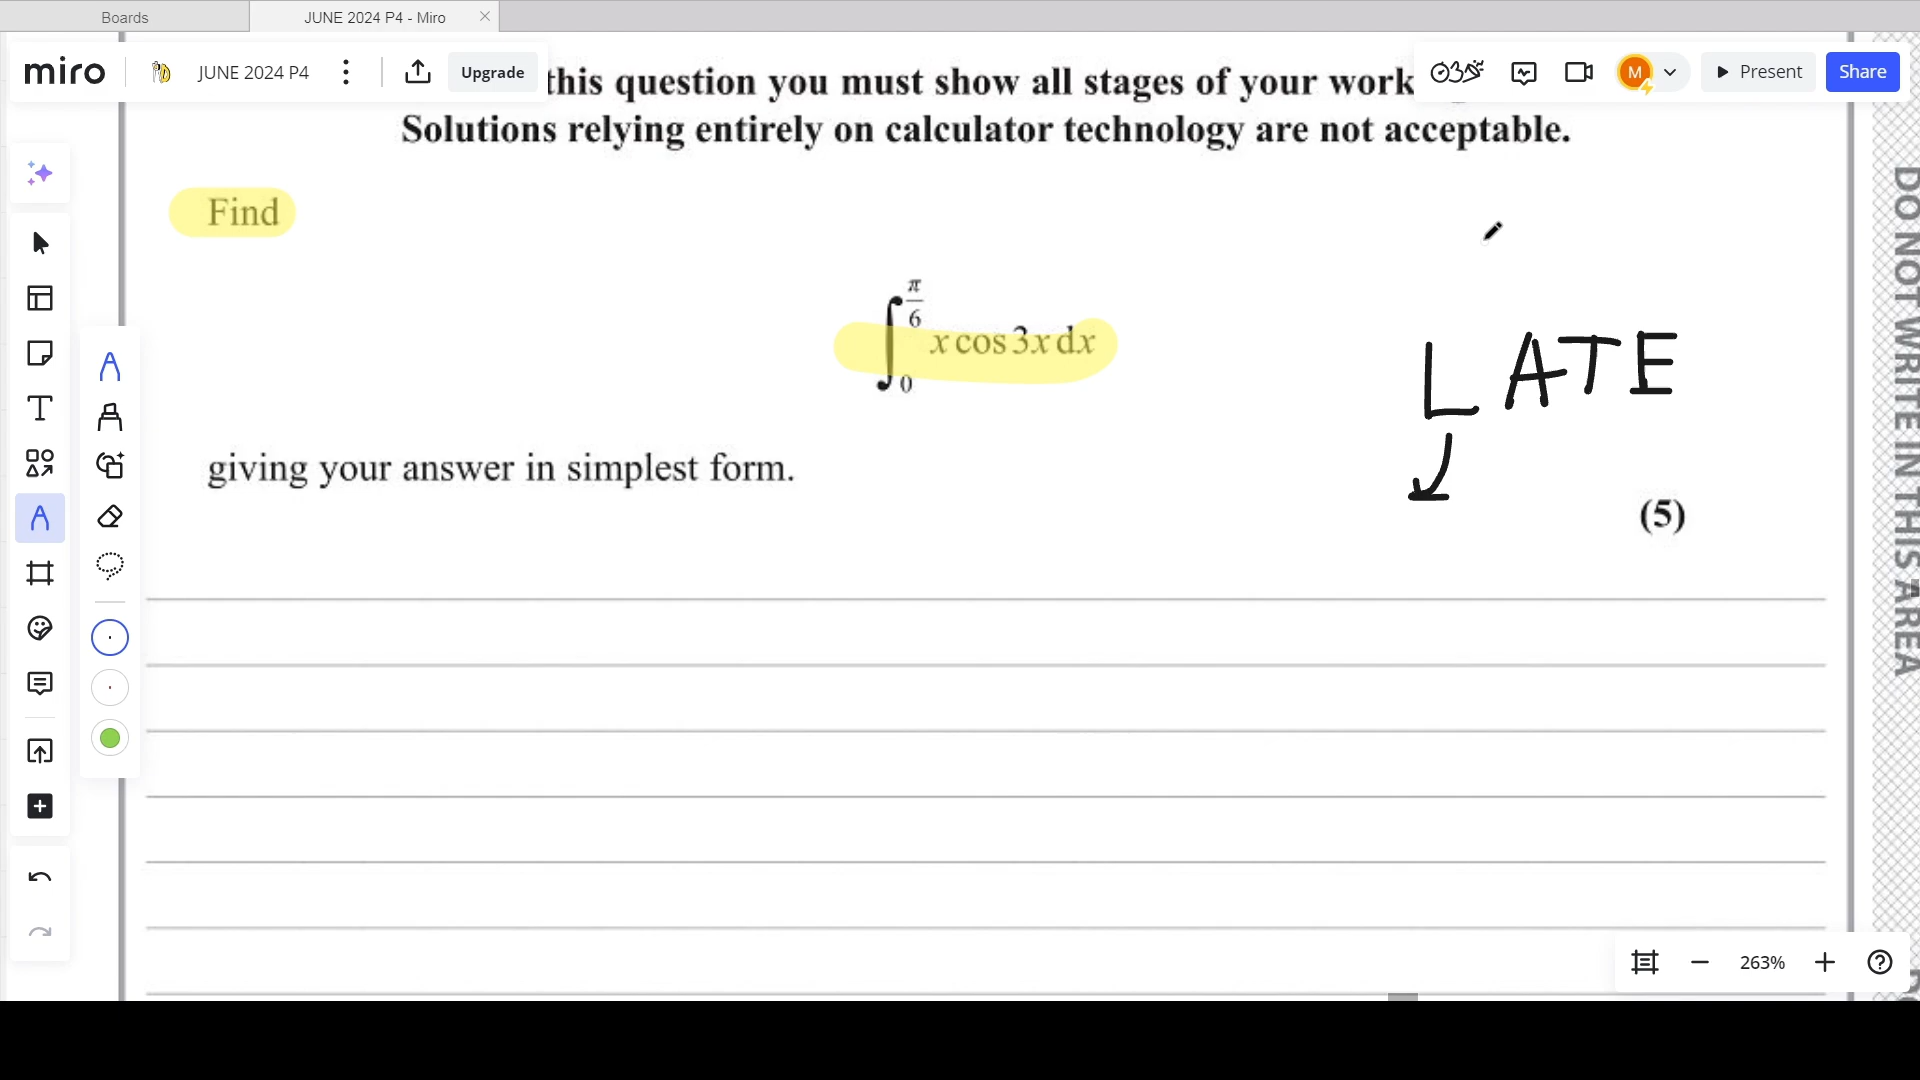 Boards
JUNE 2024 P4 - Miro
miro
JUNE 2024 P4
Upgrade
Present
Share
M
this question you must show all stages of your work
Solutions relying entirely on calculator technology are not acceptable.
Find
∫₀^(π/6) x cos 3x dx
LATE
giving your answer in simplest form.
(5)
DO NOT WRITE IN THIS AREA
263%